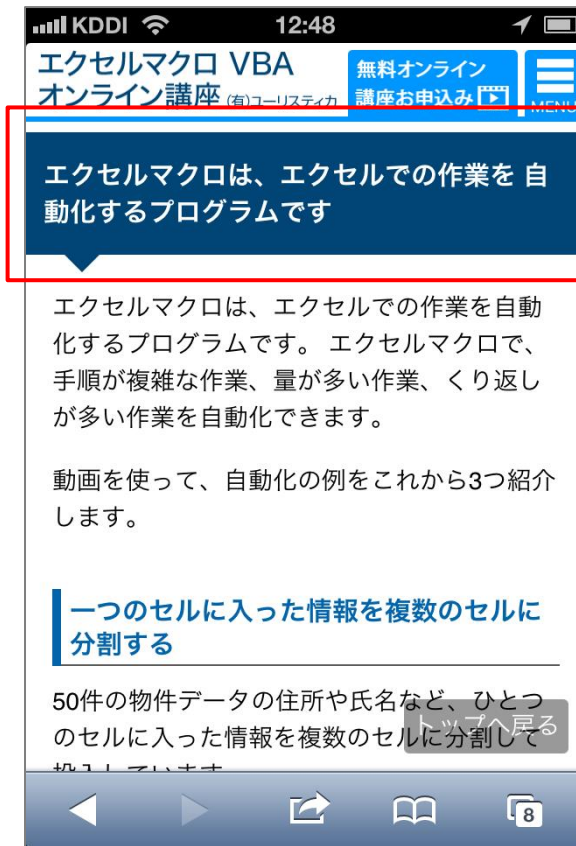 KDDI 12:48
エクセルマクロ VBA
オンライン講座 (有)ユーリスティカ
無料オンライン
講座お申込み
MENU
エクセルマクロは、エクセルでの作業を 自
動化するプログラムです
エクセルマクロは、エクセルでの作業を自動
化するプログラムです。 エクセルマクロで、
手順が複雑な作業、量が多い作業、くり返し
が多い作業を自動化できます。
動画を使って、自動化の例をこれから3つ紹介
します。
一つのセルに入った情報を複数のセルに
分割する
50件の物件データの住所や氏名など、ひとつ
のセルに入った情報を複数のセルに分割して
トップへ戻る
8